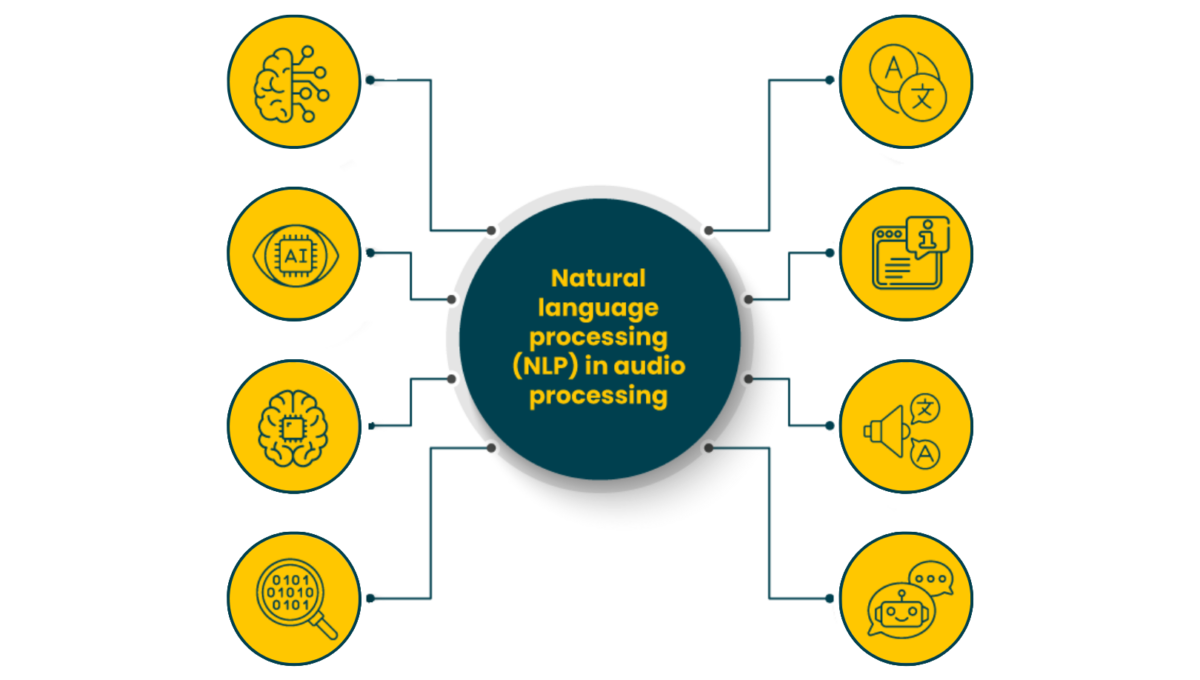 A
文
AI
i
Natural
language
processing
(NLP) in audio
processing
文
A
0101
01010
0101